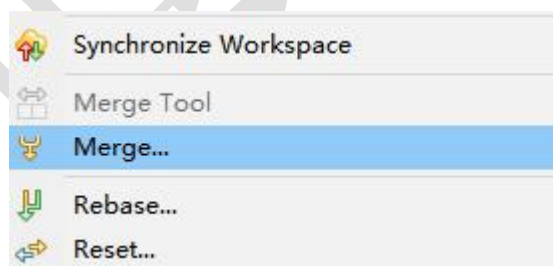 Synchronize Workspace
Merge Tool
Merge...
Rebase...
Reset...